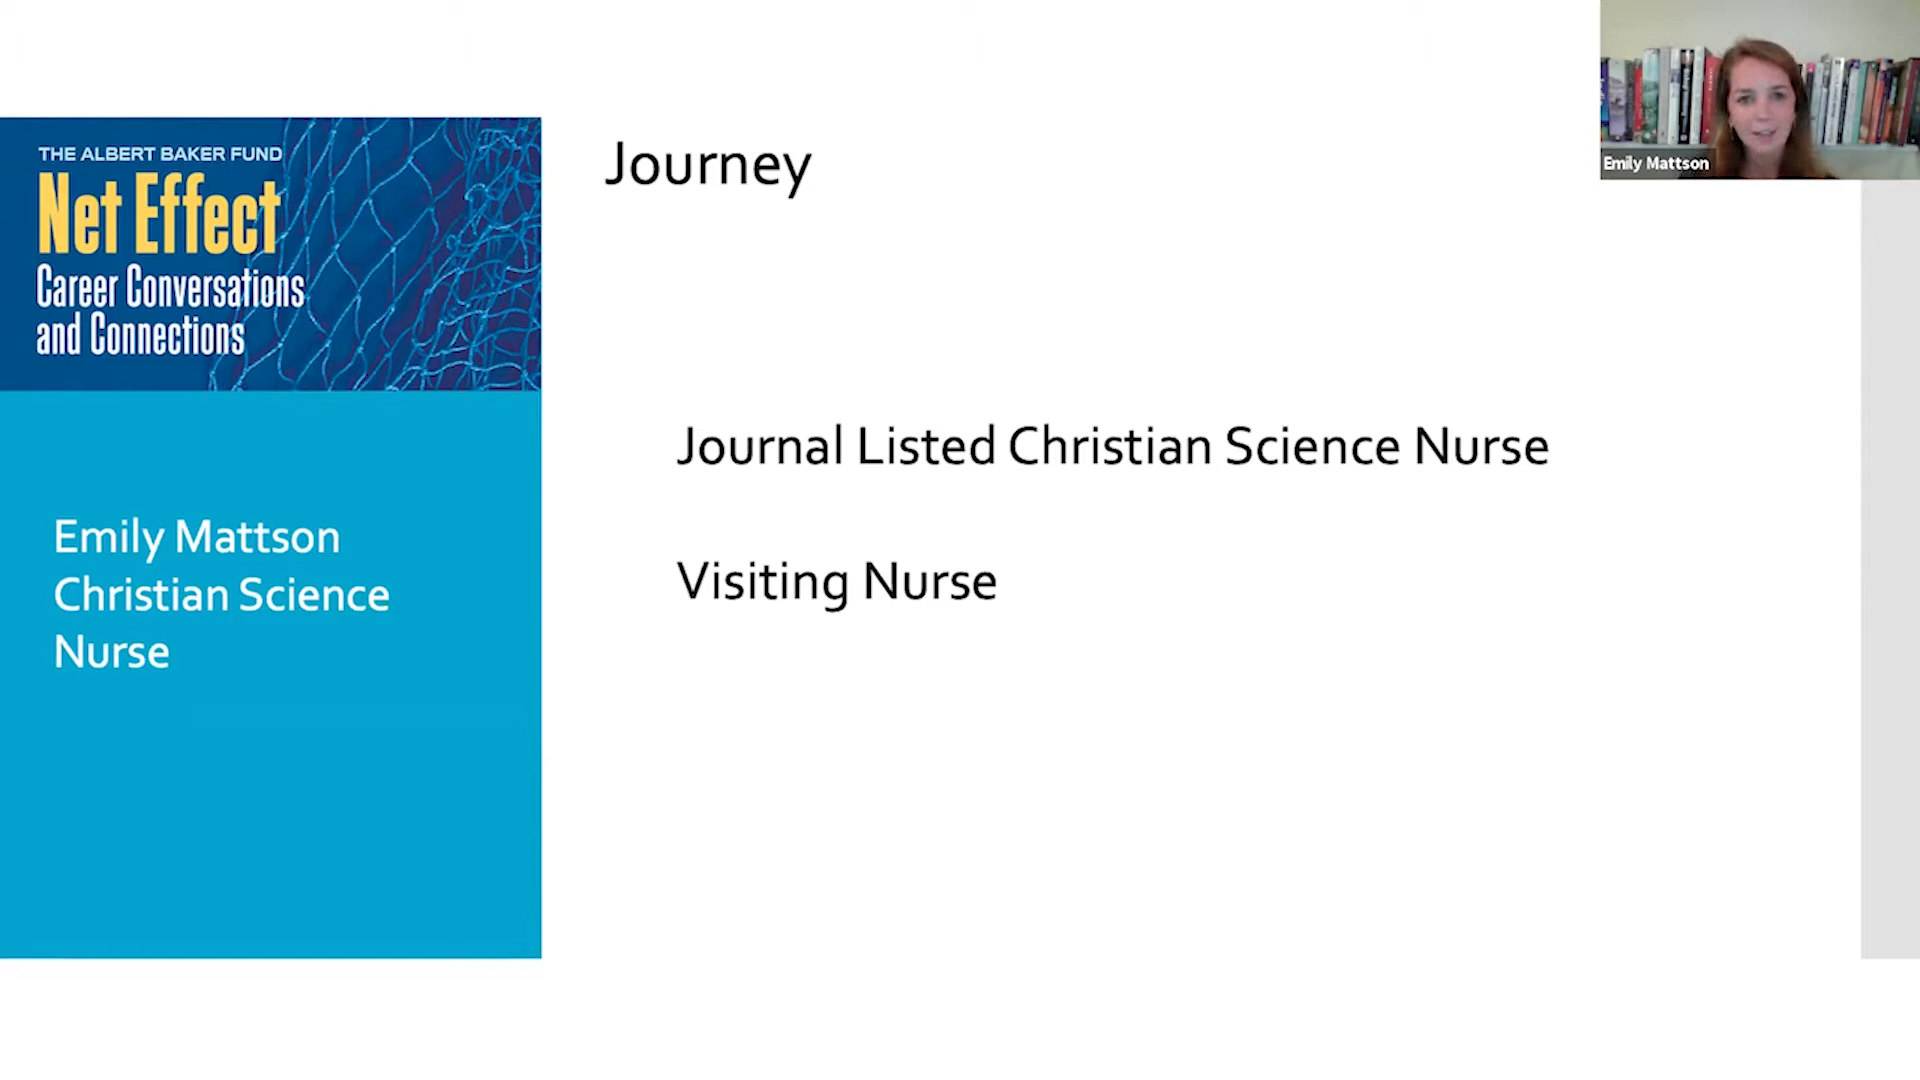 THE ALBERT BAKER FUND
Net Effect
Career Conversations
and Connections
Emily Mattson
Christian Science
Nurse
Journey
Journal Listed Christian Science Nurse
Visiting Nurse
Emily Mattson